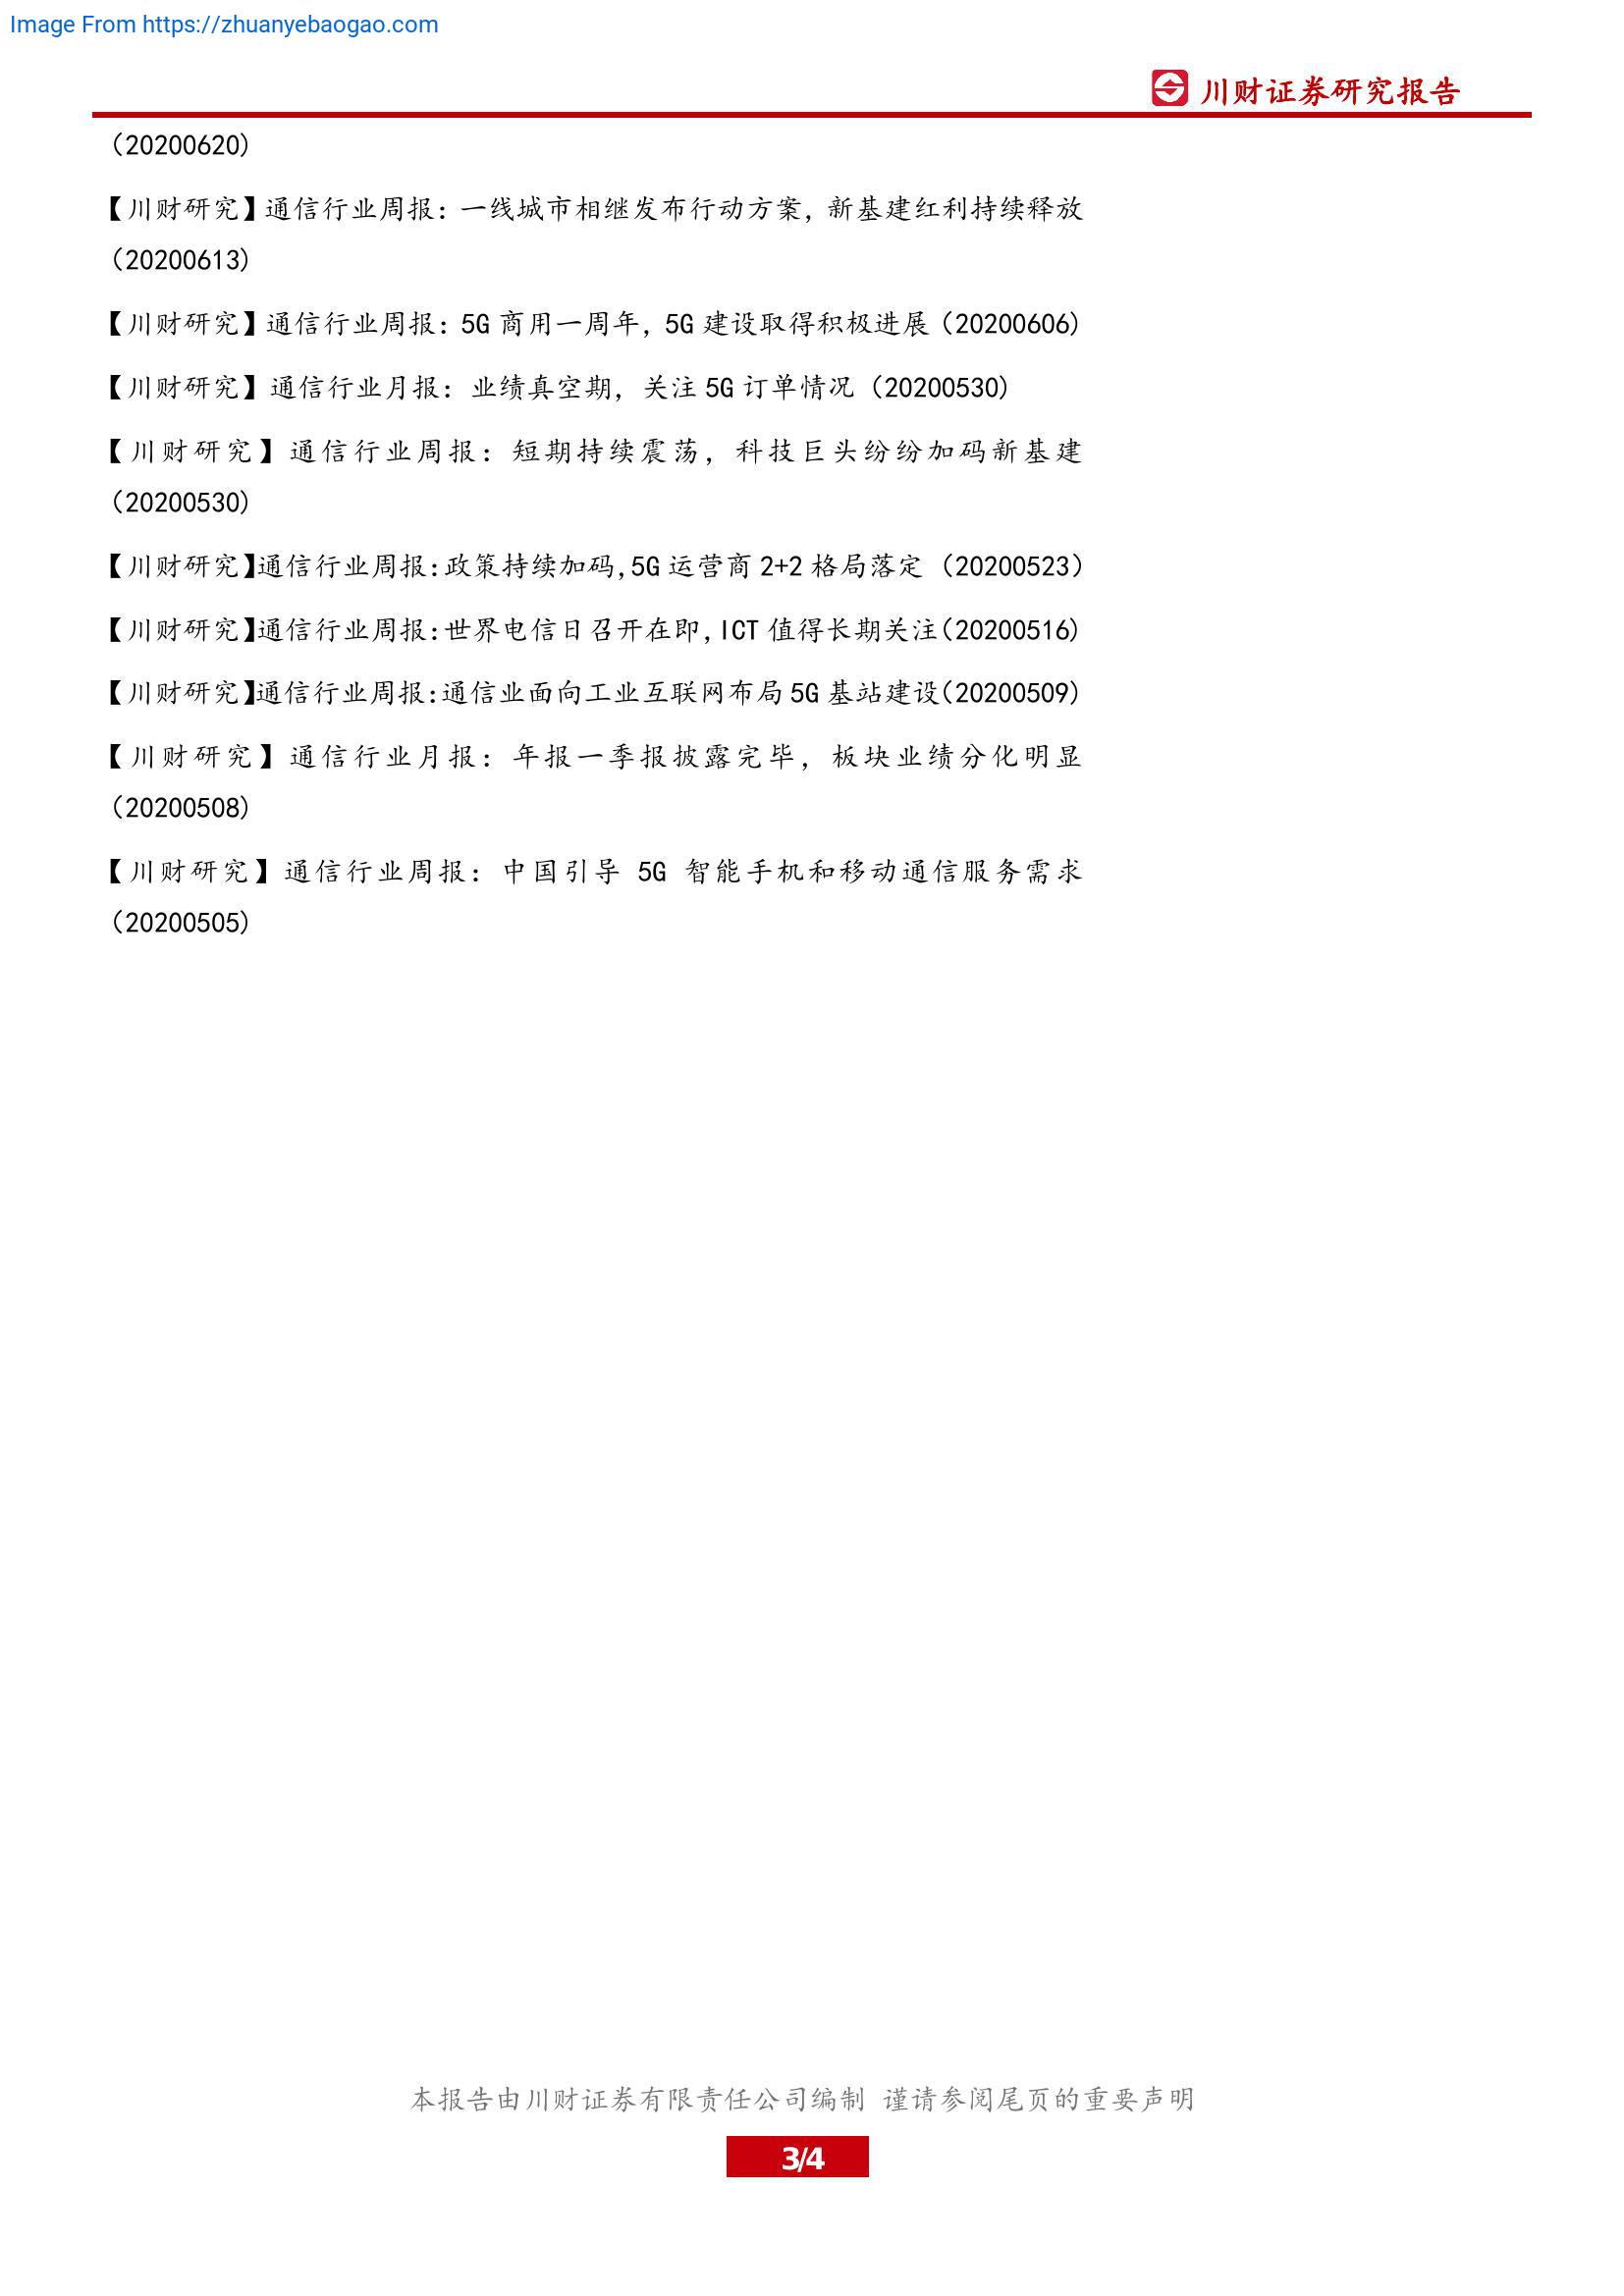 Image From https://zhuanyebaogao.com
川财证券研究报告
（20200620）
【川财研究】通信行业周报：一线城市相继发布行动方案，新基建红利持续释放
（20200613）
【川财研究】通信行业周报：5G 商用一周年，5G 建设取得积极进展（20200606）
【川财研究】通信行业月报：业绩真空期，关注 5G 订单情况（20200530）
【川财研究】通信行业周报：短期持续震荡，科技巨头纷纷加码新基建
（20200530）
【川财研究】通信行业周报：政策持续加码，5G 运营商 2+2 格局落定（20200523）
【川财研究】通信行业周报：世界电信日召开在即，ICT 值得长期关注（20200516）
【川财研究】通信行业周报：通信业面向工业互联网布局 5G 基站建设（20200509）
【川财研究】通信行业月报：年报一季报披露完毕，板块业绩分化明显
（20200508）
【川财研究】通信行业周报：中国引导 5G 智能手机和移动通信服务需求
（20200505）
本报告由川财证券有限责任公司编制 谨请参阅尾页的重要声明
3/4